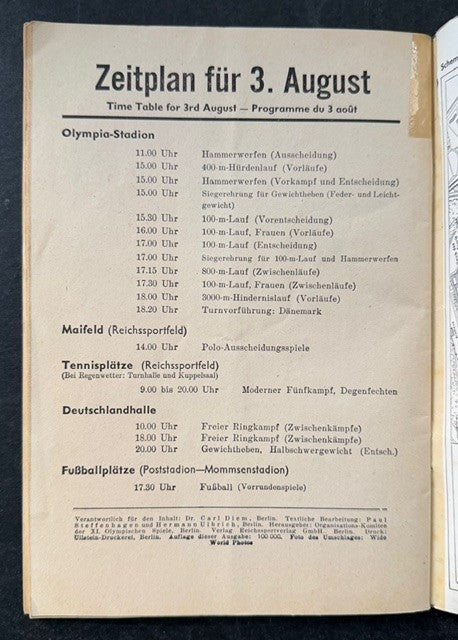 Zeitplan für 3. August
Time Table for 3rd August — Programme du 3 août
Olympia-Stadion
11.00 Uhr Hammerwerfen (Ausscheidung)
15.00 Uhr 400-m-Hürdenlauf (Vorläufe)
15.00 Uhr Hammerwerfen (Vorkampf und Entscheidung)
15.00 Uhr Siegerehrung für Gewichtheben (Feder- und Leicht-
gewicht)
15.30 Uhr 100-m-Lauf (Vorentscheidung)
16.00 Uhr 100-m-Lauf, Frauen (Vorläufe)
17.00 Uhr 100-m-Lauf (Entscheidung)
17.00 Uhr Siegerehrung für 100-m-Lauf und Hammerwerfen
17.15 Uhr 800-m-Lauf (Zwischenläufe)
17.30 Uhr 100-m-Lauf, Frauen (Zwischenläufe)
18.00 Uhr 3000-m-Hindernislauf (Vorläufe)
18.20 Uhr Turnvorführung: Dänemark
Maifeld (Reichssportfeld)
14.00 Uhr Polo-Ausscheidungsspiele
Tennisplätze (Reichssportfeld)
(Bei Regenwetter: Turnhalle und Kuppelsaal)
9.00 bis 20.00 Uhr Moderner Fünfkampf, Degenfechten
Deutschlandhalle
10.00 Uhr Freier Ringkampf (Zwischenkämpfe)
18.00 Uhr Freier Ringkampf (Zwischenkämpfe)
20.00 Uhr Gewichtheben, Halbschwergewicht (Entsch.)
Fußballplätze (Poststadion—Mommsenstadion)
17.30 Uhr Fußball (Vorrundenspiele)
Verantwortlich für den Inhalt: Dr. Carl Diem, Berlin. Textliche Bearbeitung: Paul
Steffenhagen und Hermann Ulbrich, Berlin. Herausgeber: Organisations-Komitee
der XI. Olympischen Spiele, Berlin. Verlag Reichssportverlag GmbH. Berlin. Druck:
Ullstein-Druckerei, Berlin. Auflage dieser Ausgabe: 100 000. Foto des Umschlages: Wide
World Photos
Schem